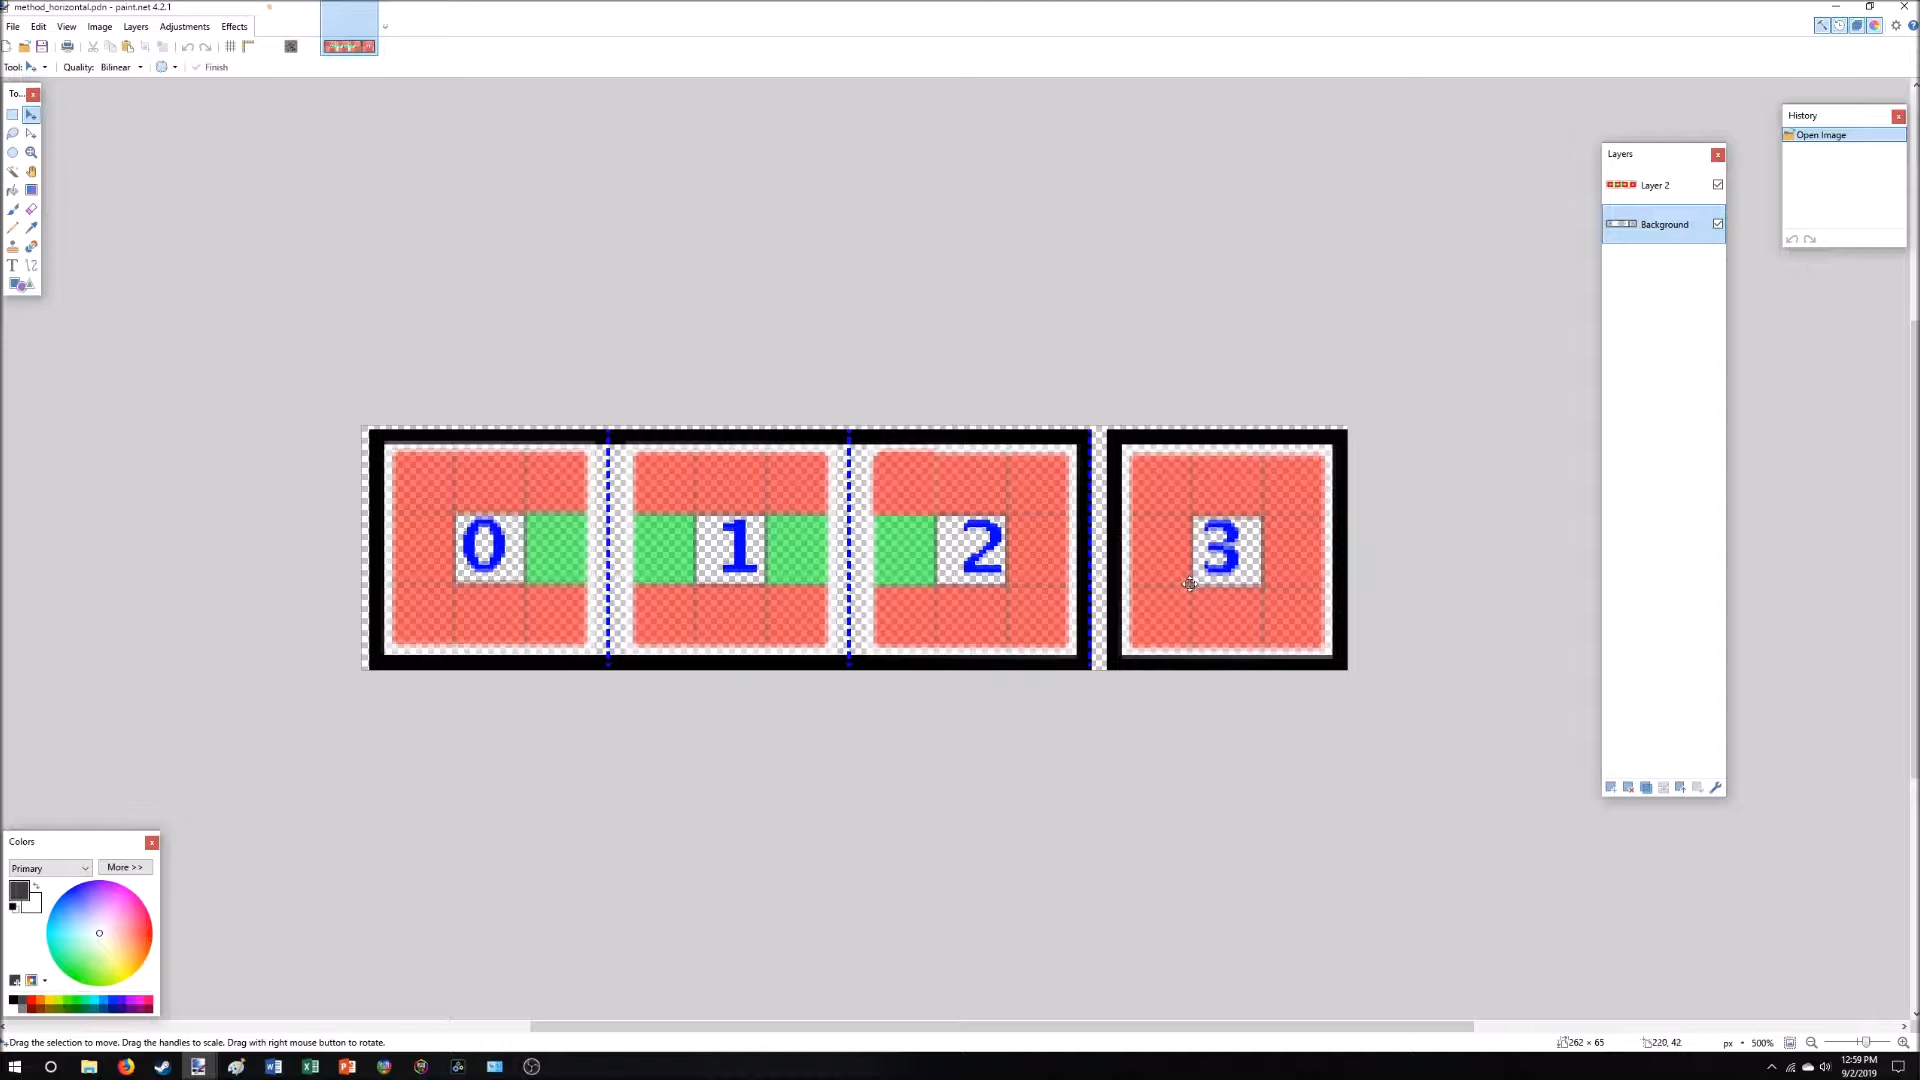 method_horizontal.pdn - paint.net 4.2.1
File Edit View Image Layers Adjustments Effects
Tool: Quality: Bilinear Finish
To...
T
History
Open Image
Layers
Layer 2
Background
0 1 2 3
Colors
Primary More >>
Drag the selection to move. Drag the handles to scale. Drag with right mouse button to rotate.
262 × 65
220, 42
px
500%
12:59 PM
9/2/2019